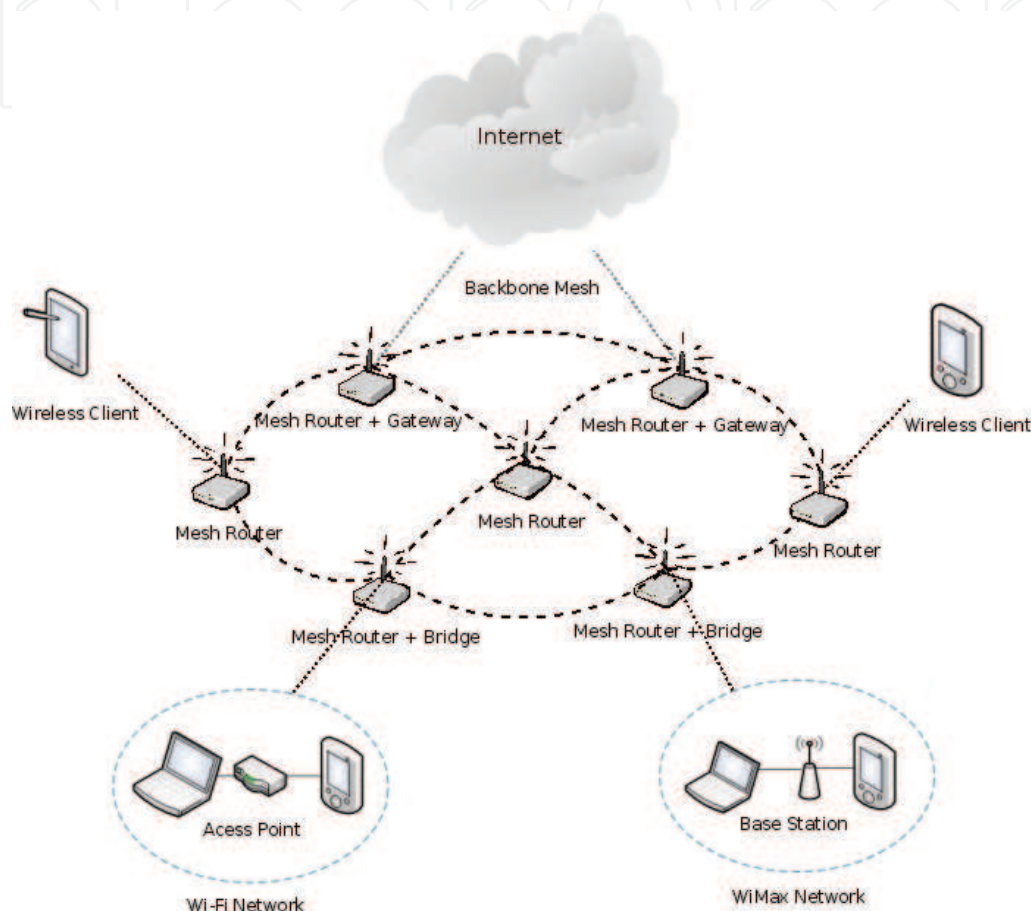 Internet
Backbone Mesh
Wireless Client
Mesh Router + Gateway
Mesh Router + Gateway
Wireless Client
Mesh Router
Mesh Router
Mesh Router
Mesh Router + Bridge
Mesh Router + Bridge
Acess Point
Base Station
Wi-Fi Network
WiMax Network